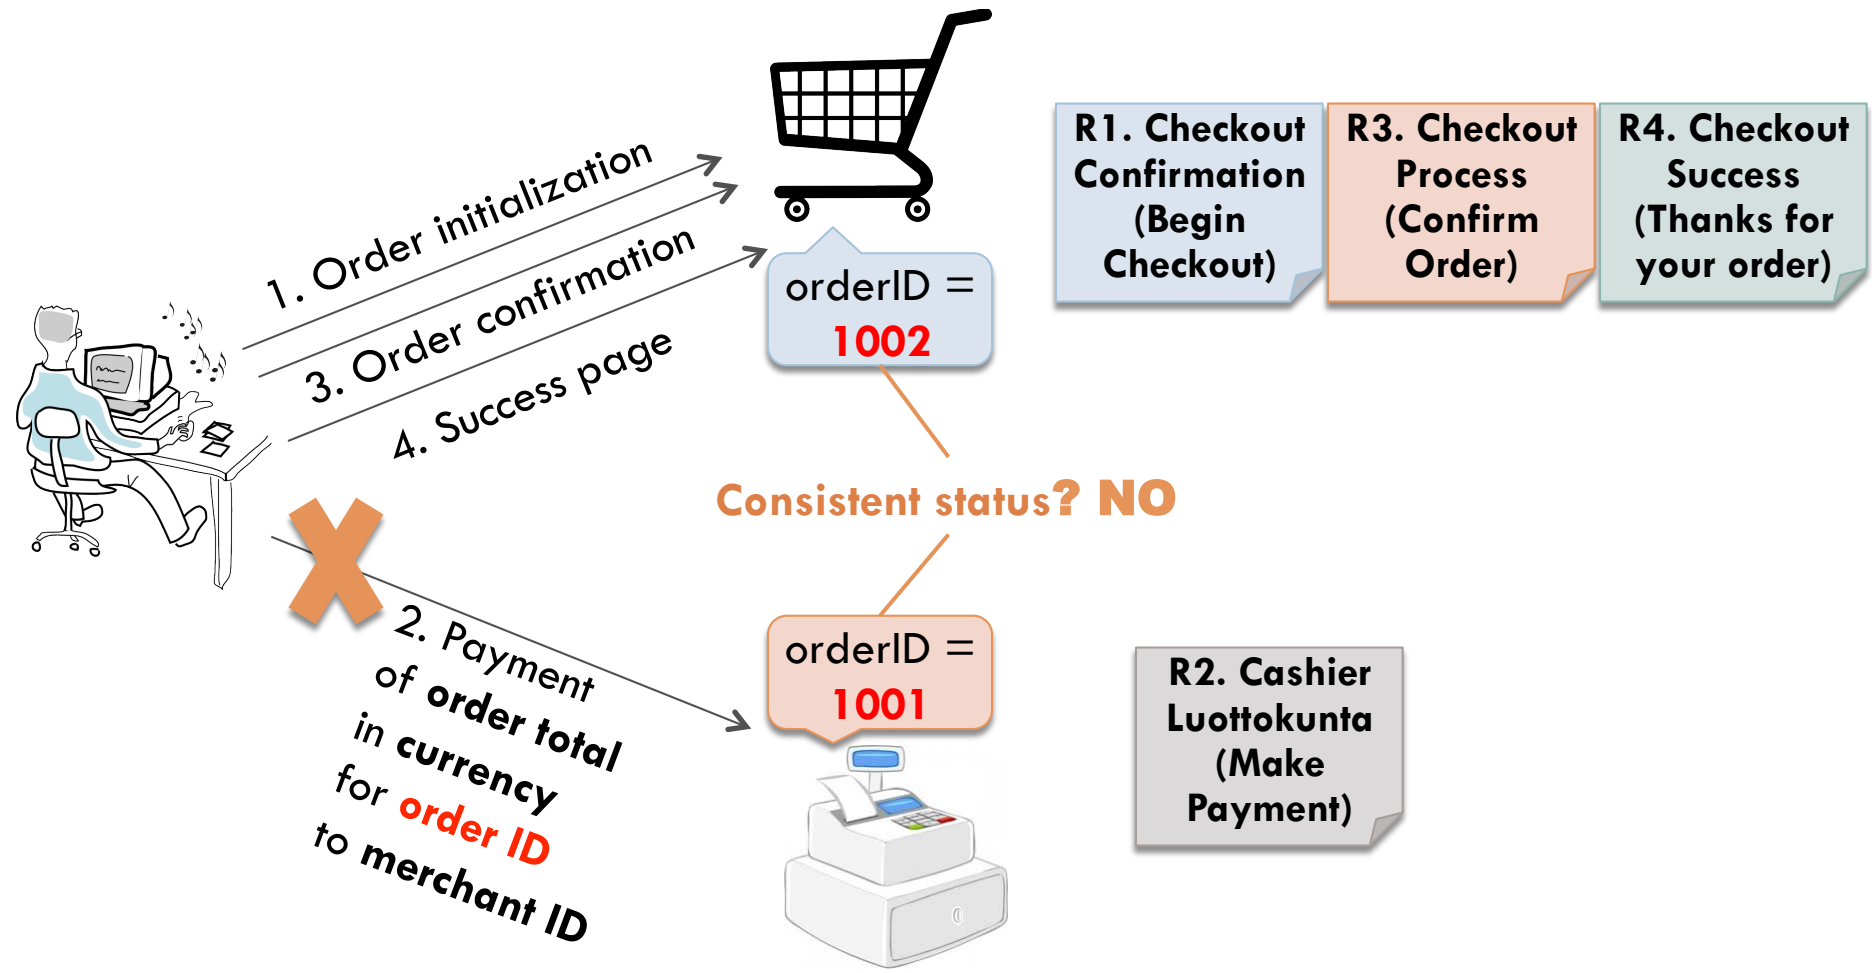 1. Order initialization
3. Order confirmation
4. Success page
orderID =
1002
R1. Checkout
Confirmation
(Begin
Checkout)
R3. Checkout
Process
(Confirm
Order)
R4. Checkout
Success
(Thanks for
your order)
Consistent status? NO
2. Payment
of order total
in currency
for order ID
to merchant ID
orderID =
1001
R2. Cashier
Luottokunta
(Make
Payment)